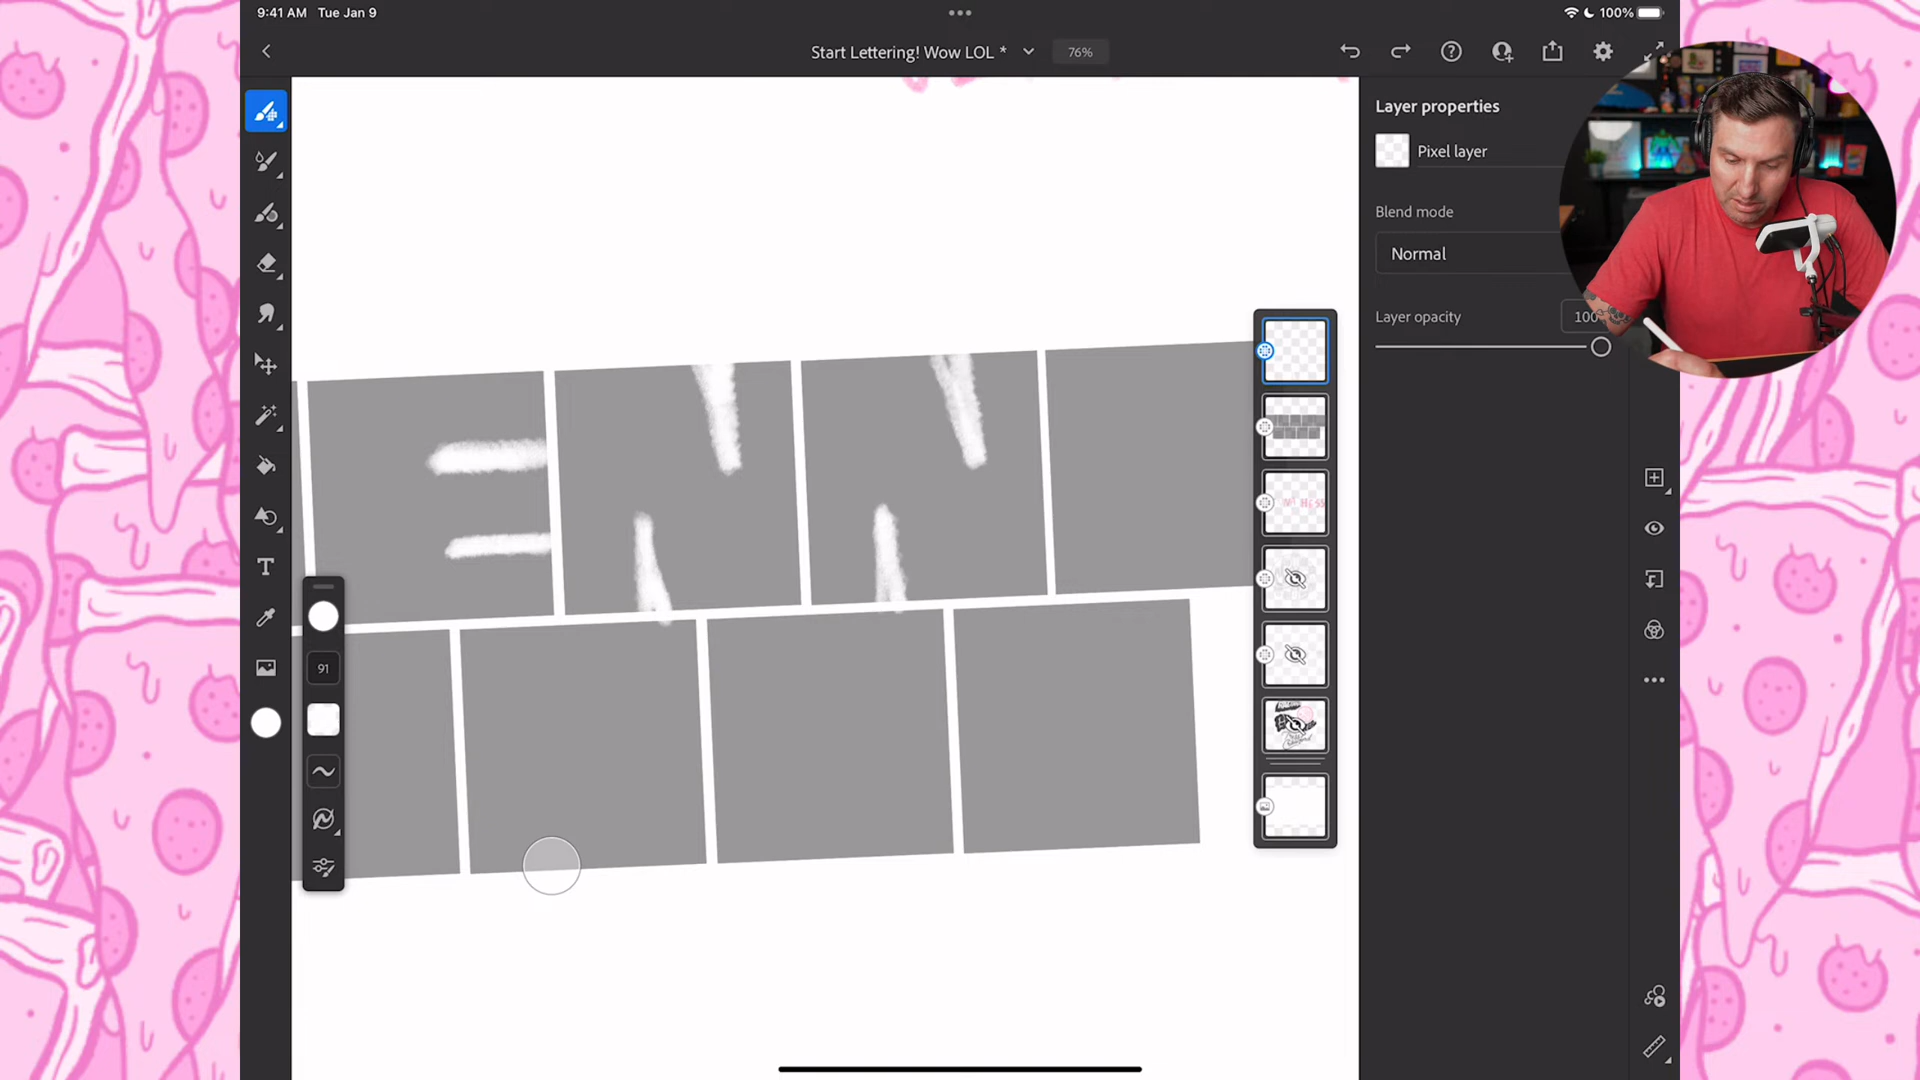 9:41 AM Tue Jan 9
100%
Start Lettering! Wow LOL *
76%
Layer properties
Pixel layer
Blend mode
Normal
Layer opacity
100
91
T
E N N